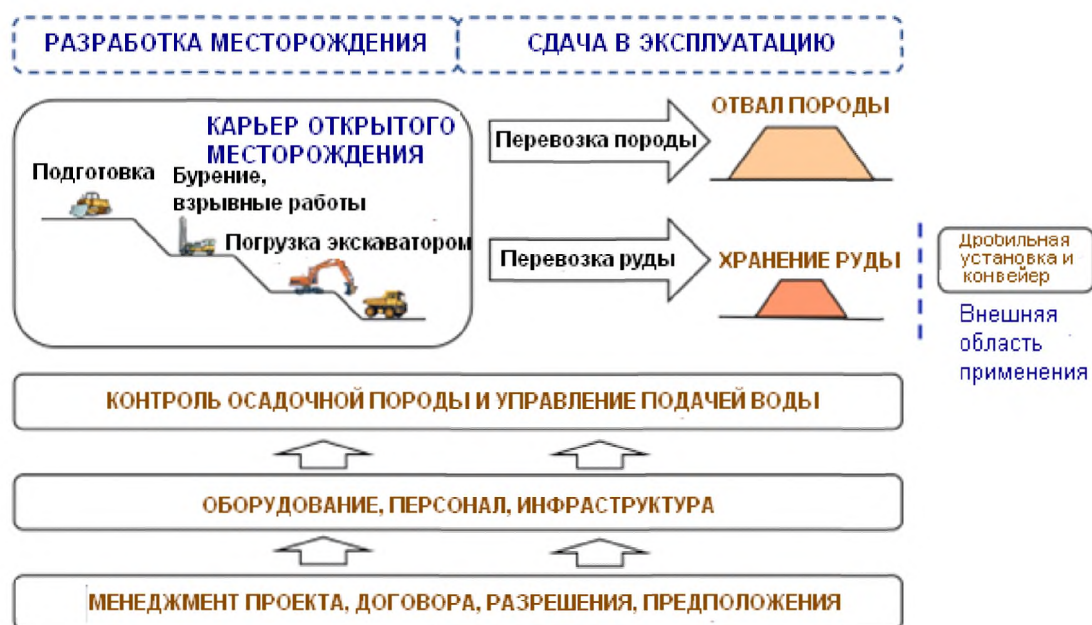 РАЗРАБОТКА МЕСТОРОЖДЕНИЯ
СДАЧА В ЭКСПЛУАТАЦИЮ
КАРЬЕР ОТКРЫТОГО
МЕСТОРОЖДЕНИЯ
Подготовка
Бурение,
взрывные работы
Погрузка экскаватором
Перевозка породы
ОТВАЛ ПОРОДЫ
Перевозка руды
ХРАНЕНИЕ РУДЫ
Дробильная
установка и
конвейер
Внешная
область
применения
КОНТРОЛЬ ОСАДОЧНОЙ ПОРОДЫ И УПРАВЛЕНИЕ ПОДАЧЕЙ ВОДЫ
ОБОРУДОВАНИЕ, ПЕРСОНАЛ, ИНФРАСТРУКТУРА
МЕНЕДЖМЕНТ ПРОЕКТА, ДОГОВОРА, РАЗРЕШЕНИЯ, ПРЕДПОЛОЖЕНИЯ